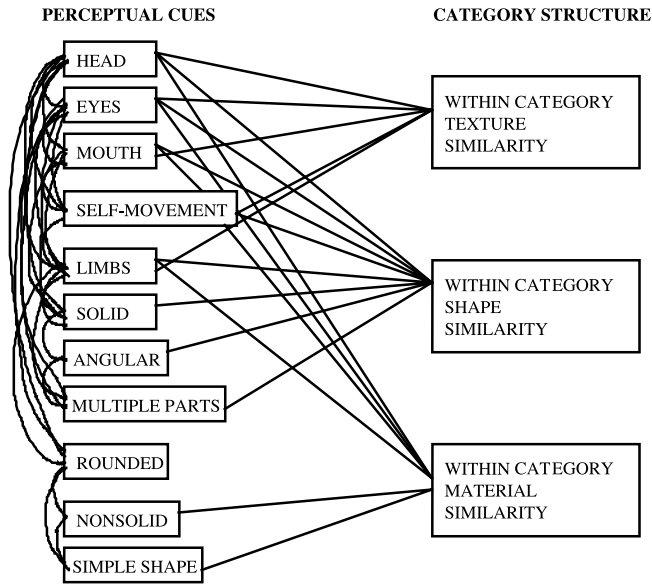 PERCEPTUAL CUES
CATEGORY STRUCTURE
HEAD
EYES
MOUTH
SELF-MOVEMENT
LIMBS
SOLID
ANGULAR
MULTIPLE PARTS
ROUNDED
NONSOLID
SIMPLE SHAPE
WITHIN CATEGORY
TEXTURE
SIMILARITY
WITHIN CATEGORY
SHAPE
SIMILARITY
WITHIN CATEGORY
MATERIAL
SIMILARITY